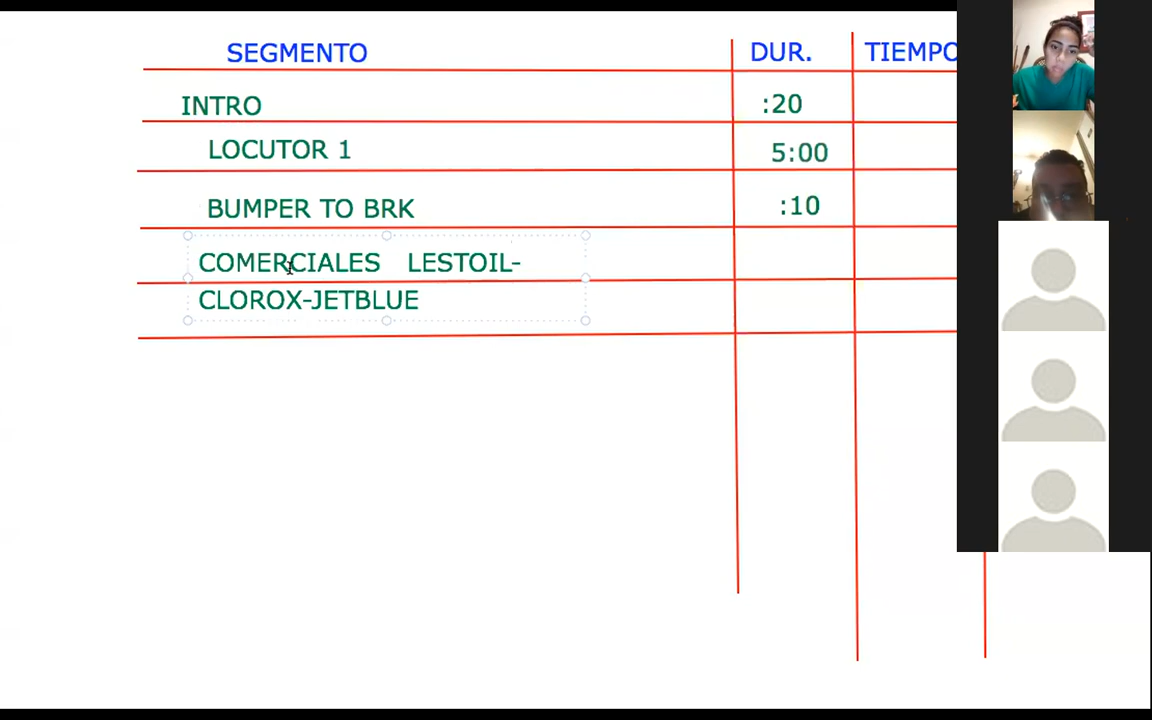 SEGMENTO DUR. TIEMPO
INTRO :20
LOCUTOR 1 5:00
BUMPER TO BRK :10
COMERCIALES LESTOIL-
CLOROX-JETBLUE